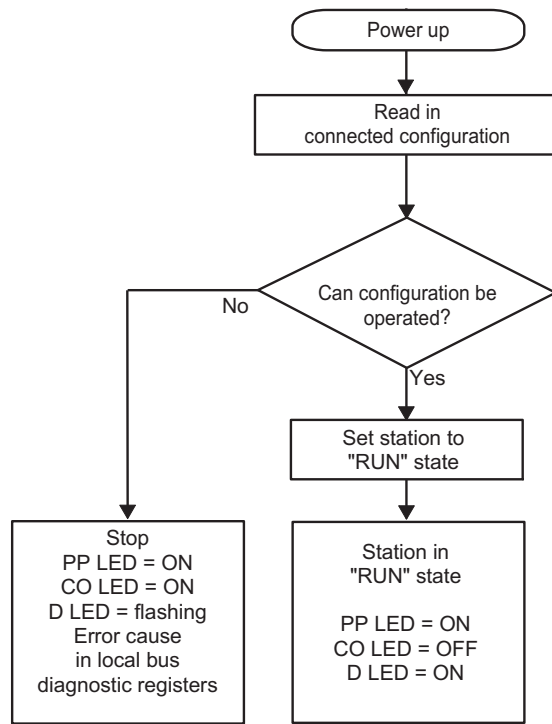 Power up
Read in
connected configuration
Can configuration be
operated?
No
Yes
Set station to
"RUN" state
Stop
PP LED = ON
CO LED = ON
D LED = flashing
Error cause
in local bus
diagnostic registers
Station in
"RUN" state
PP LED = ON
CO LED = OFF
D LED = ON